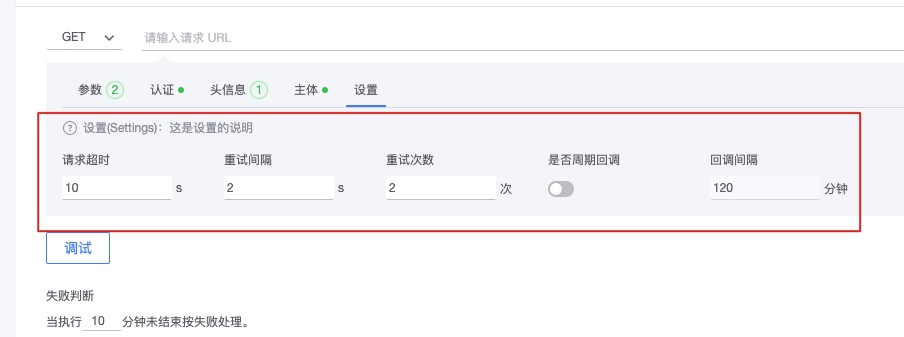 GET 请输入请求 URL
参数 2 认证 头信息 1 主体 设置
? 设置(Settings)：这是设置的说明
请求超时 重试间隔 重试次数 是否周期回调 回调间隔
10 s 2 s 2 次 120 分钟
调试
失败判断
当执行 10 分钟未结束按失败处理。